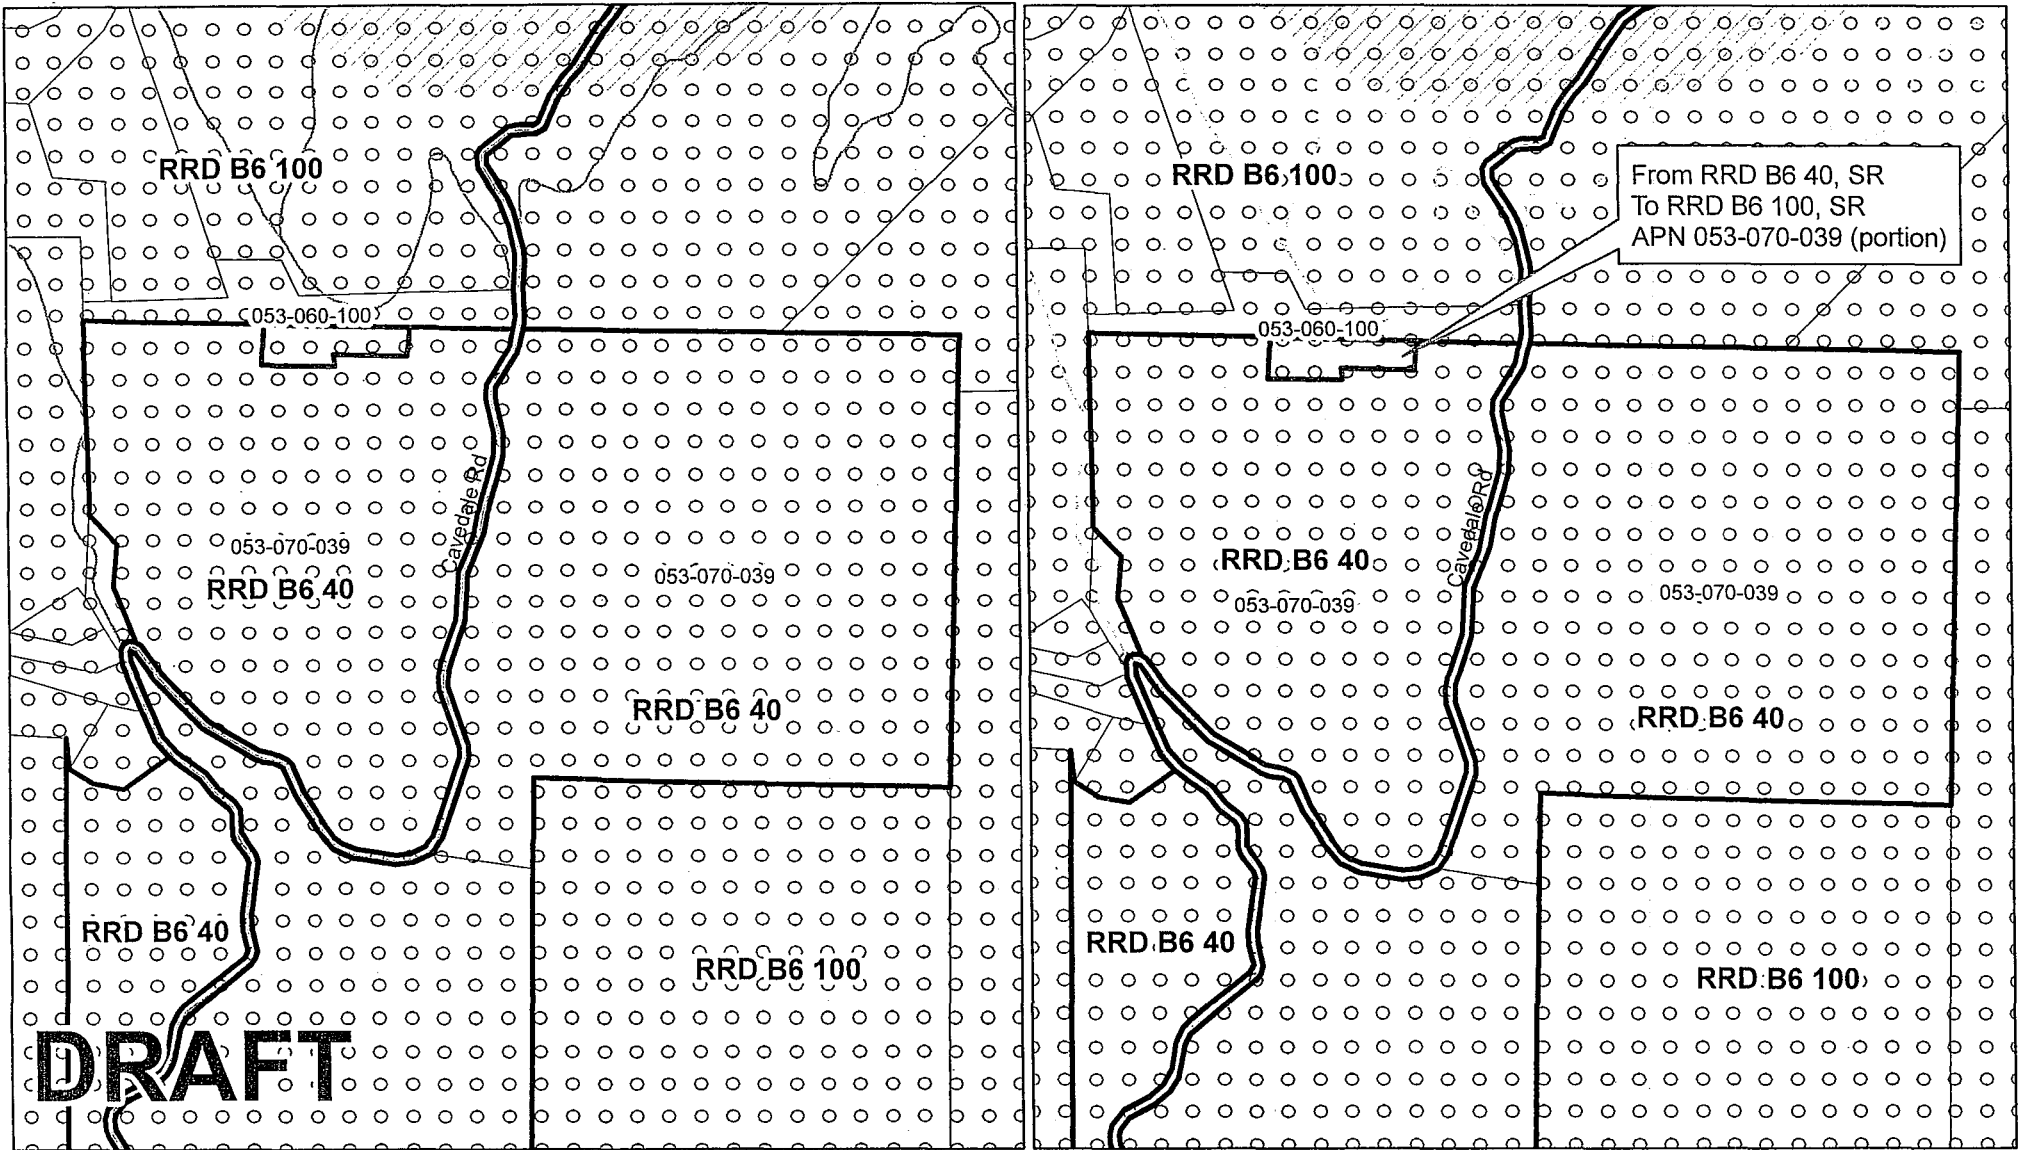 RRD B6 100
053-060-100
Cavedale Rd
053-070-039
RRD B6 40
053-070-039
RRD B6 40
RRD B6 40
RRD B6 100
DRAFT
RRD B6 100
From RRD B6 40, SR
To RRD B6 100, SR
APN 053-070-039 (portion)
053-060-100
Cavedale Rd
RRD B6 40
053-070-039
053-070-039
RRD B6 40
RRD B6 40
RRD B6 100